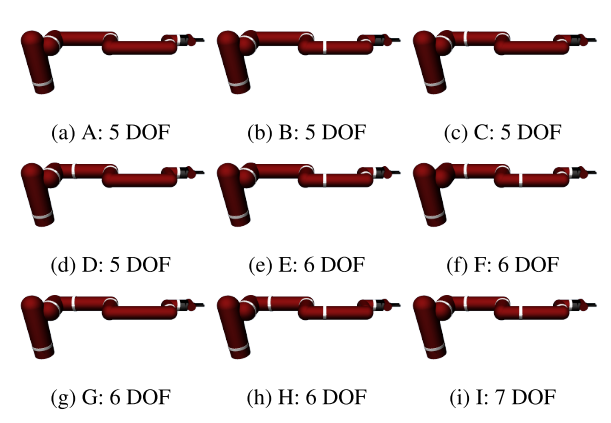 (a) A: 5 DOF
(b) B: 5 DOF
(c) C: 5 DOF
(d) D: 5 DOF
(e) E: 6 DOF
(f) F: 6 DOF
(g) G: 6 DOF
(h) H: 6 DOF
(i) I: 7 DOF